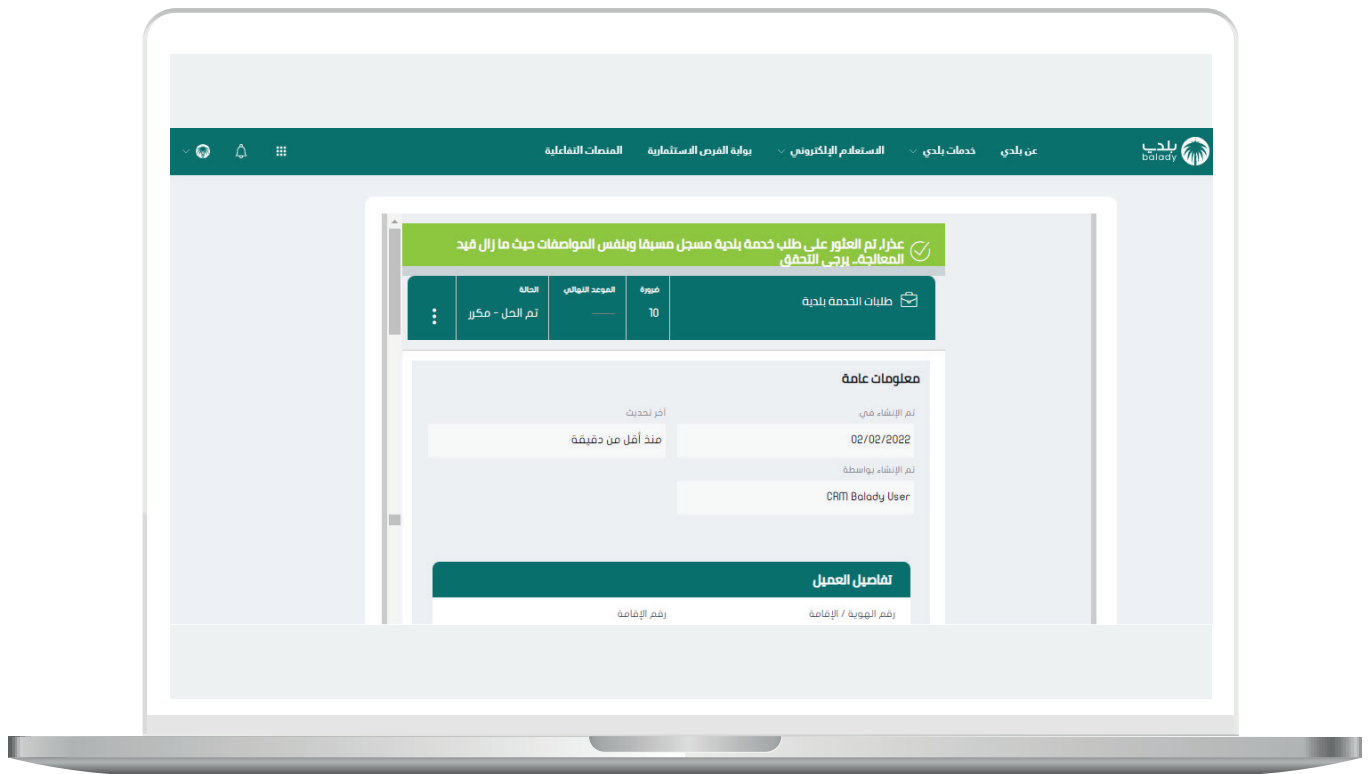 بلدي
balady
عن بلدي
خدمات بلدي
الاستعلام الإلكتروني
بوابة الفرص الاستثمارية
المنصات التفاعلية
عذرا, تم العثور على طلب خدمة بلدية مسجل مسبقا وبنفس المواصفات حيث ما زال قيد
المعالجة.. يرجى التحقق
طلبات الخدمة بلدية
ضرورة
10
الموعد النهائي
الحالة
تم الحل - مكرر
معلومات عامة
تم الإنشاء في
آخر تحديث
02/02/2022
منذ أقل من دقيقة
تم الإنشاء بواسطة
CRM Balady User
تفاصيل العميل
رقم الهوية / الإقامة
رقم الإقامة